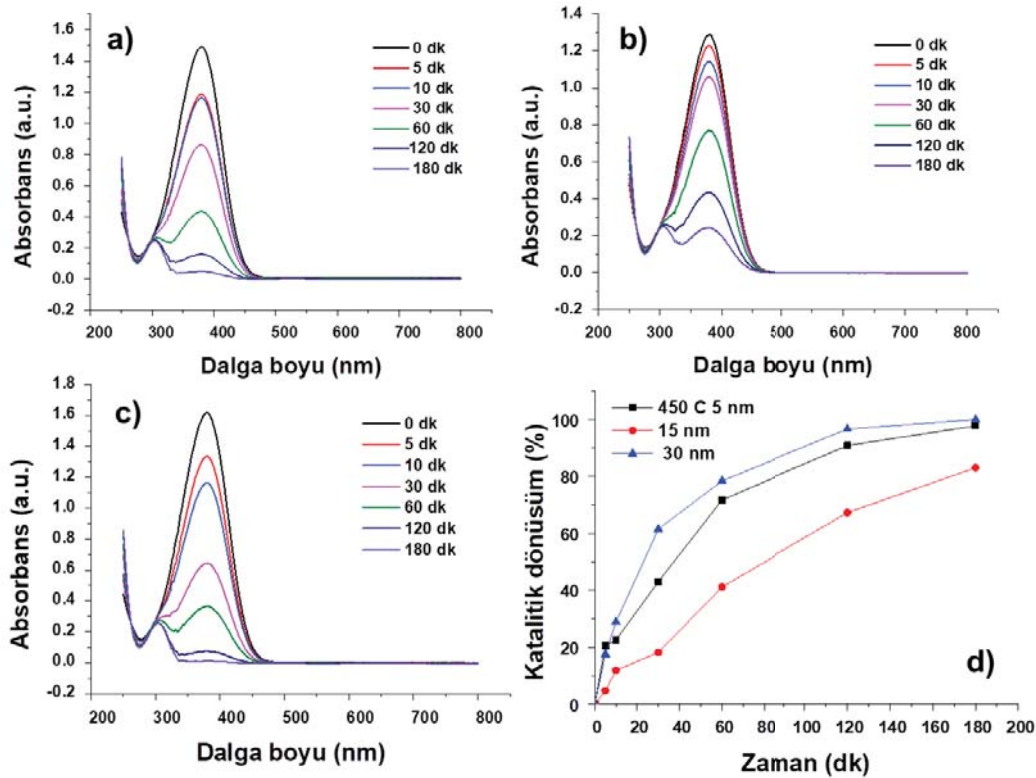 a)
Absorbans (a.u.)
1.6
1.4
1.2
1.0
0.8
0.6
0.4
0.2
0.0
-0.2
0 dk
5 dk
10 dk
30 dk
60 dk
120 dk
180 dk
200 300 400 500 600 700 800
Dalga boyu (nm)
b)
Absorbans (a.u.)
1.4
1.2
1.0
0.8
0.6
0.4
0.2
0.0
-0.2
0 dk
5 dk
10 dk
30 dk
60 dk
120 dk
180 dk
200 300 400 500 600 700 800
Dalga boyu (nm)
c)
Absorbans (a.u.)
1.8
1.6
1.4
1.2
1.0
0.8
0.6
0.4
0.2
0.0
-0.2
0 dk
5 dk
10 dk
30 dk
60 dk
120 dk
180 dk
200 300 400 500 600 700 800
Dalga boyu (nm)
d)
Katalitik dönüsüm (%)
100
80
60
40
20
0
450 C 5 nm
15 nm
30 nm
0 20 40 60 80 100 120 140 160 180 200
Zaman (dk)